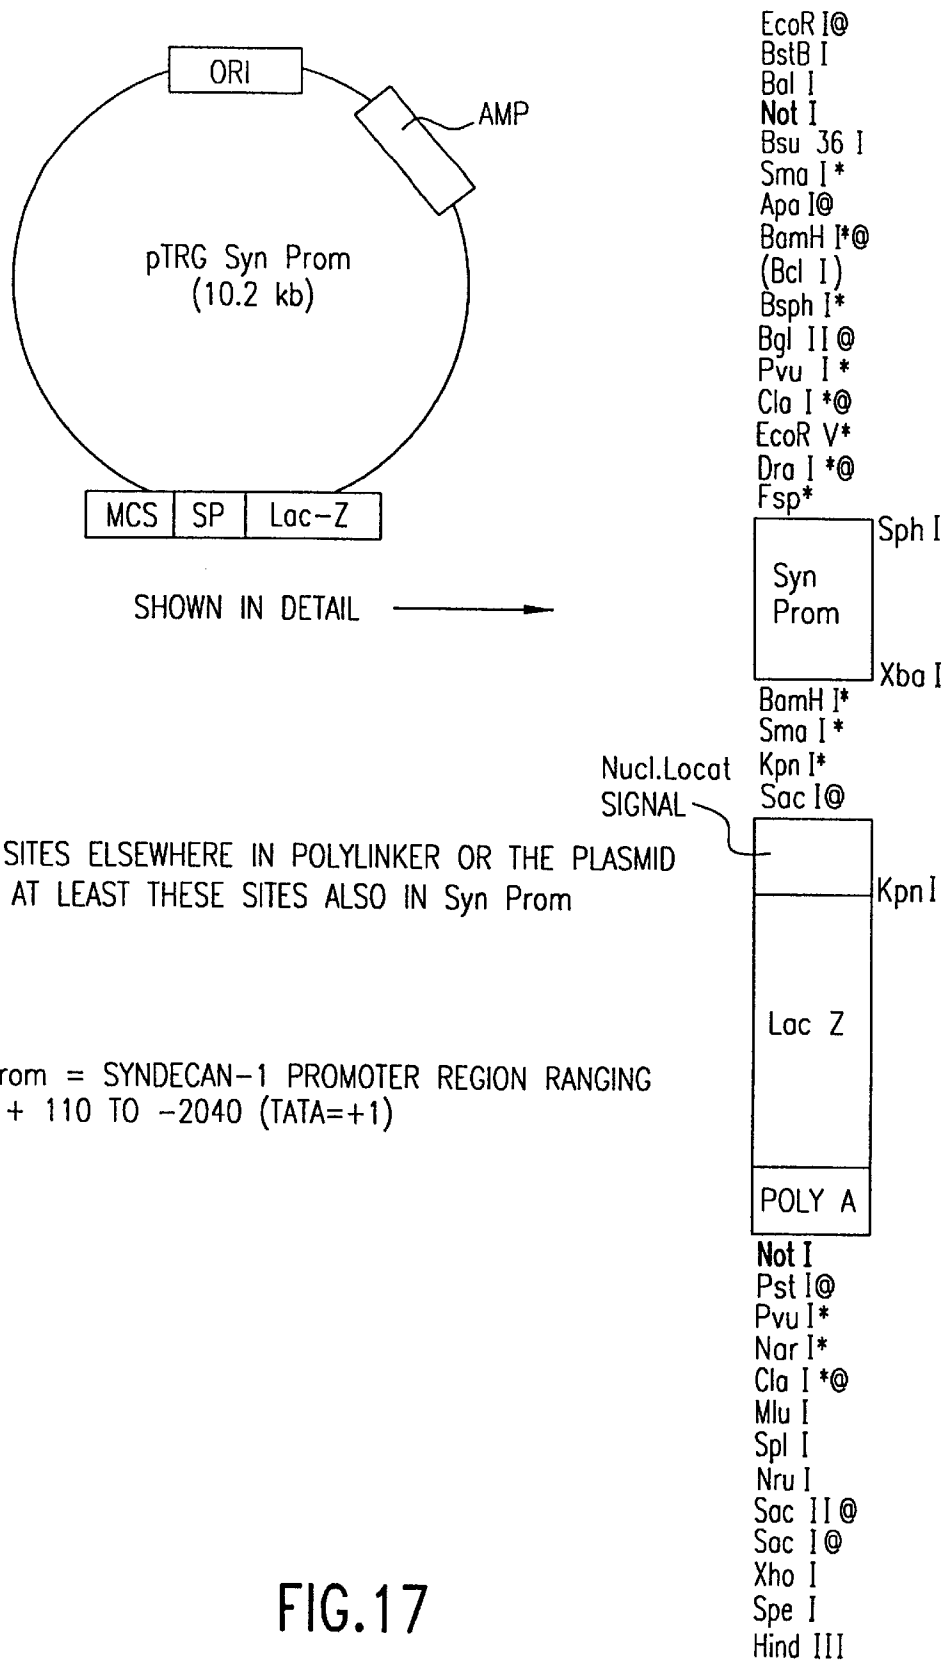 ORI
AMP
pTRG Syn Prom
(10.2 kb)
MCS
SP
Lac-Z
SHOWN IN DETAIL
SITES ELSEWHERE IN POLYLINKER OR THE PLASMID
AT LEAST THESE SITES ALSO IN Syn Prom
rom = SYNDECAN-1 PROMOTER REGION RANGING
+ 110 TO -2040 (TATA=+1)
EcoR I@
BstB I
Bal I
Not I
Bsu 36 I
Sma I*
Apa I@
BamH I*@
(Bcl I)
Bsph I*
Bgl II@
Pvu I*
Cla I*@
EcoR V*
Dra I*@
Fsp*
Sph I
Syn
Prom
Xba I
BamH I*
Sma I*
Kpn I*
Sac I@
Nucl.Locat
SIGNAL
Kpn I
Lac Z
POLY A
Not I
Pst I@
Pvu I*
Nar I*
Cla I*@
Mlu I
Spl I
Nru I
Sac II@
Sac I@
Xho I
Spe I
Hind III
FIG.17